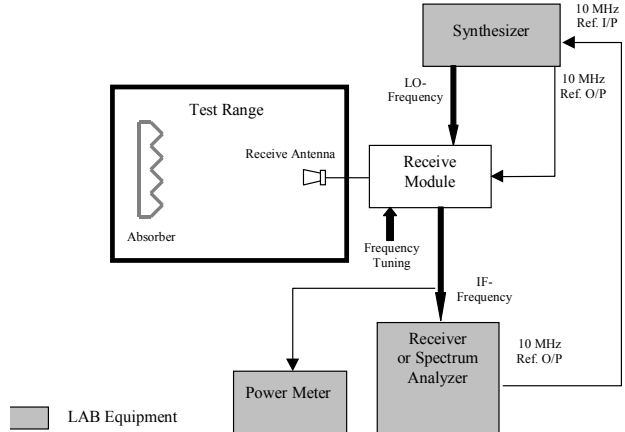 10 MHz
Ref. I/P
Synthesizer
LO-
Frequency
10 MHz
Ref. O/P
Test Range
Receive Antenna
Receive
Module
Absorber
Frequency
Tuning
IF-
Frequency
Receiver
or Spectrum
Analyzer
10 MHz
Ref. O/P
Power Meter
LAB Equipment